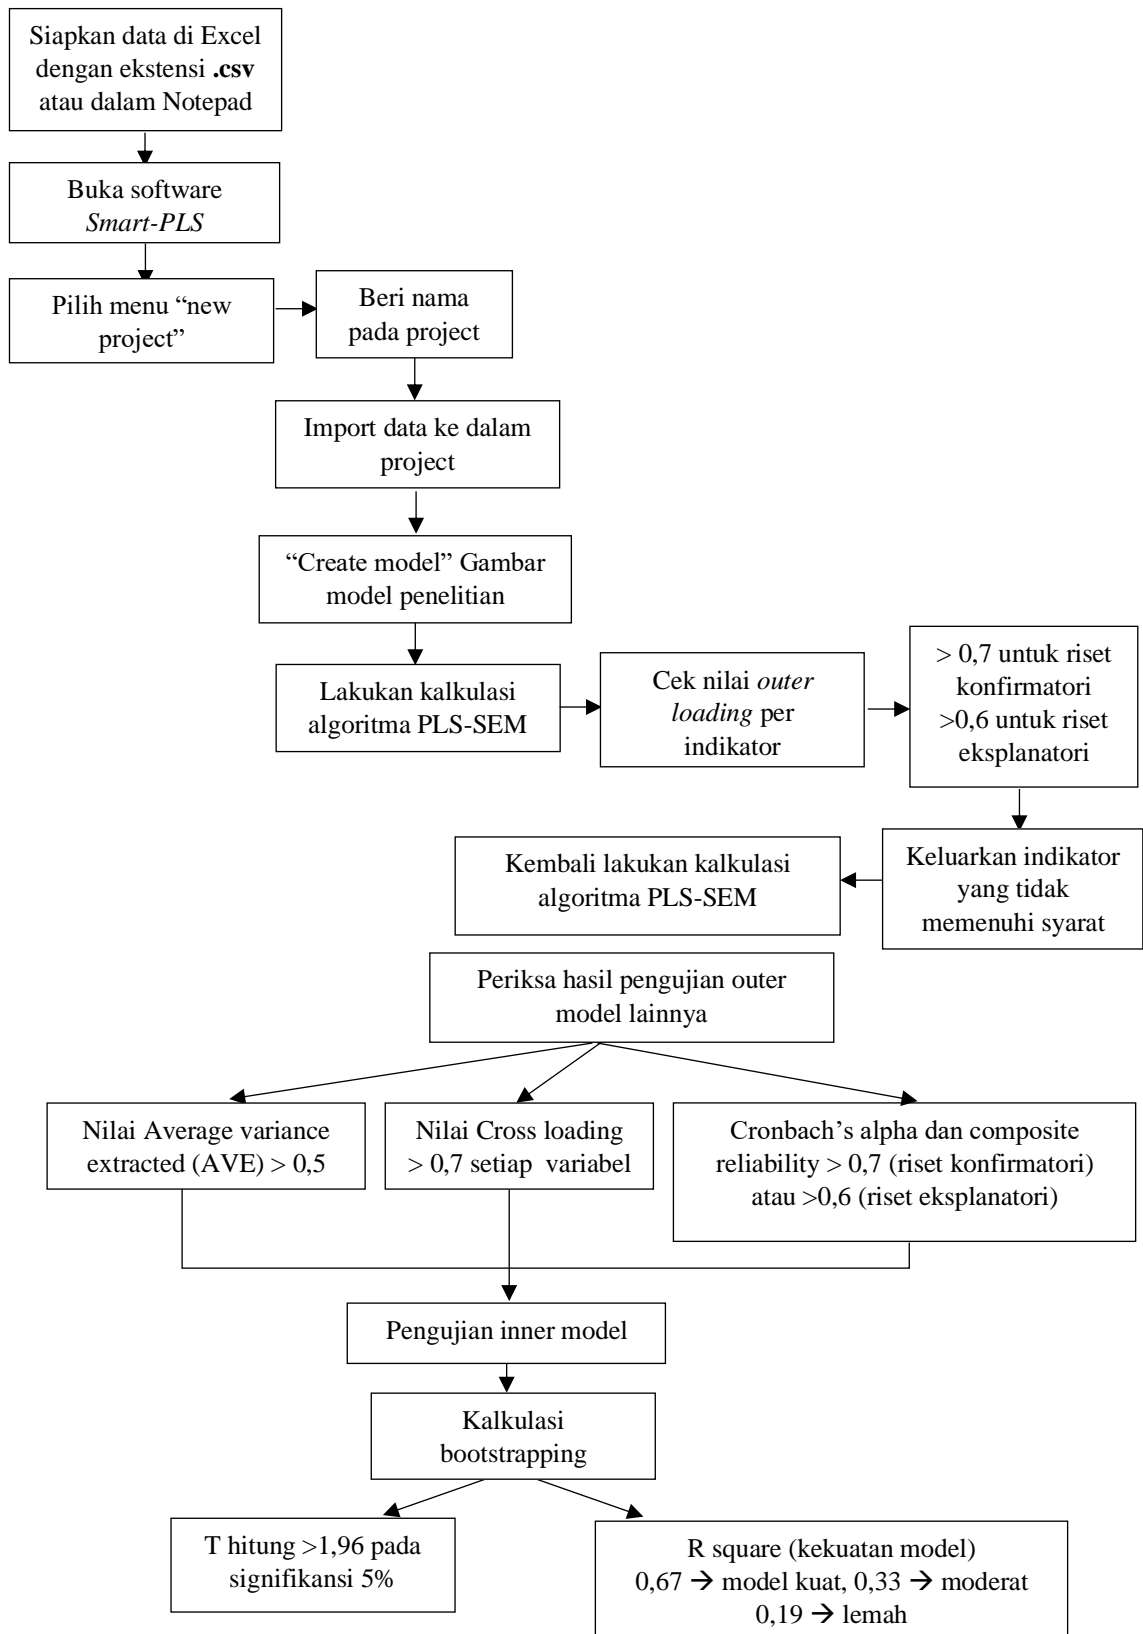 Siapkan data di Excel
dengan ekstensi .csv
atau dalam Notepad
Buka software
Smart-PLS
Pilih menu “new
project”
Beri nama
pada project
Import data ke dalam
project
“Create model” Gambar
model penelitian
Lakukan kalkulasi
algoritma PLS-SEM
Cek nilai outer
loading per
indikator
> 0,7 untuk riset
konfirmatori
>0,6 untuk riset
eksplanatori
Keluarkan indikator
yang tidak
memenuhi syarat
Kembali lakukan kalkulasi
algoritma PLS-SEM
Periksa hasil pengujian outer
model lainnya
Nilai Average variance
extracted (AVE) > 0,5
Nilai Cross loading
> 0,7 setiap  variabel
Cronbach’s alpha dan composite
reliability > 0,7 (riset konfirmatori)
atau >0,6 (riset eksplanatori)
Pengujian inner model
Kalkulasi
bootstrapping
T hitung >1,96 pada
signifikansi 5%
R square (kekuatan model)
0,67 → model kuat, 0,33 → moderat
0,19 → lemah